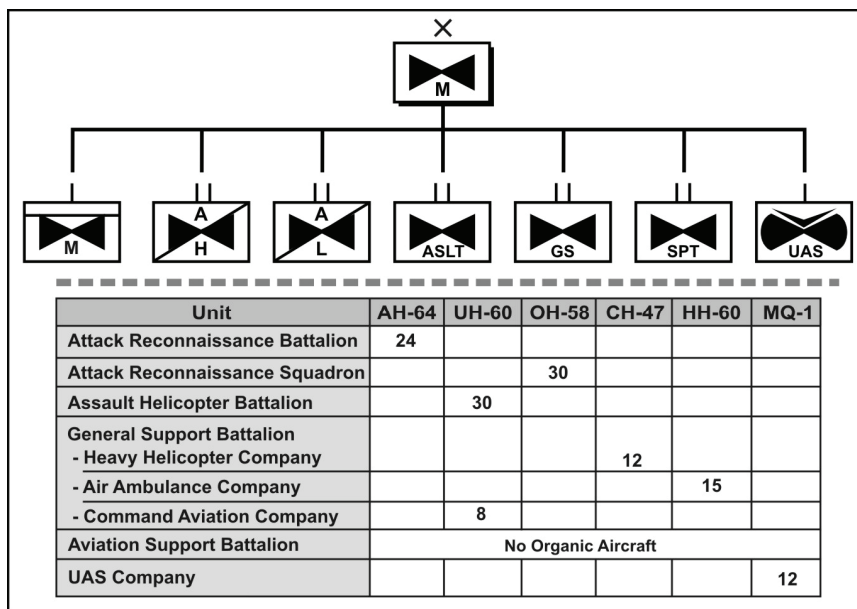 M
M
A
H
A
L
ASLT
GS
SPT
UAS
Unit AH-64 UH-60 OH-58 CH-47 HH-60 MQ-1
Attack Reconnaissance Battalion 24
Attack Reconnaissance Squadron 30
Assault Helicopter Battalion 30
General Support Battalion
- Heavy Helicopter Company 12
- Air Ambulance Company 15
- Command Aviation Company 8
Aviation Support Battalion No Organic Aircraft
UAS Company 12